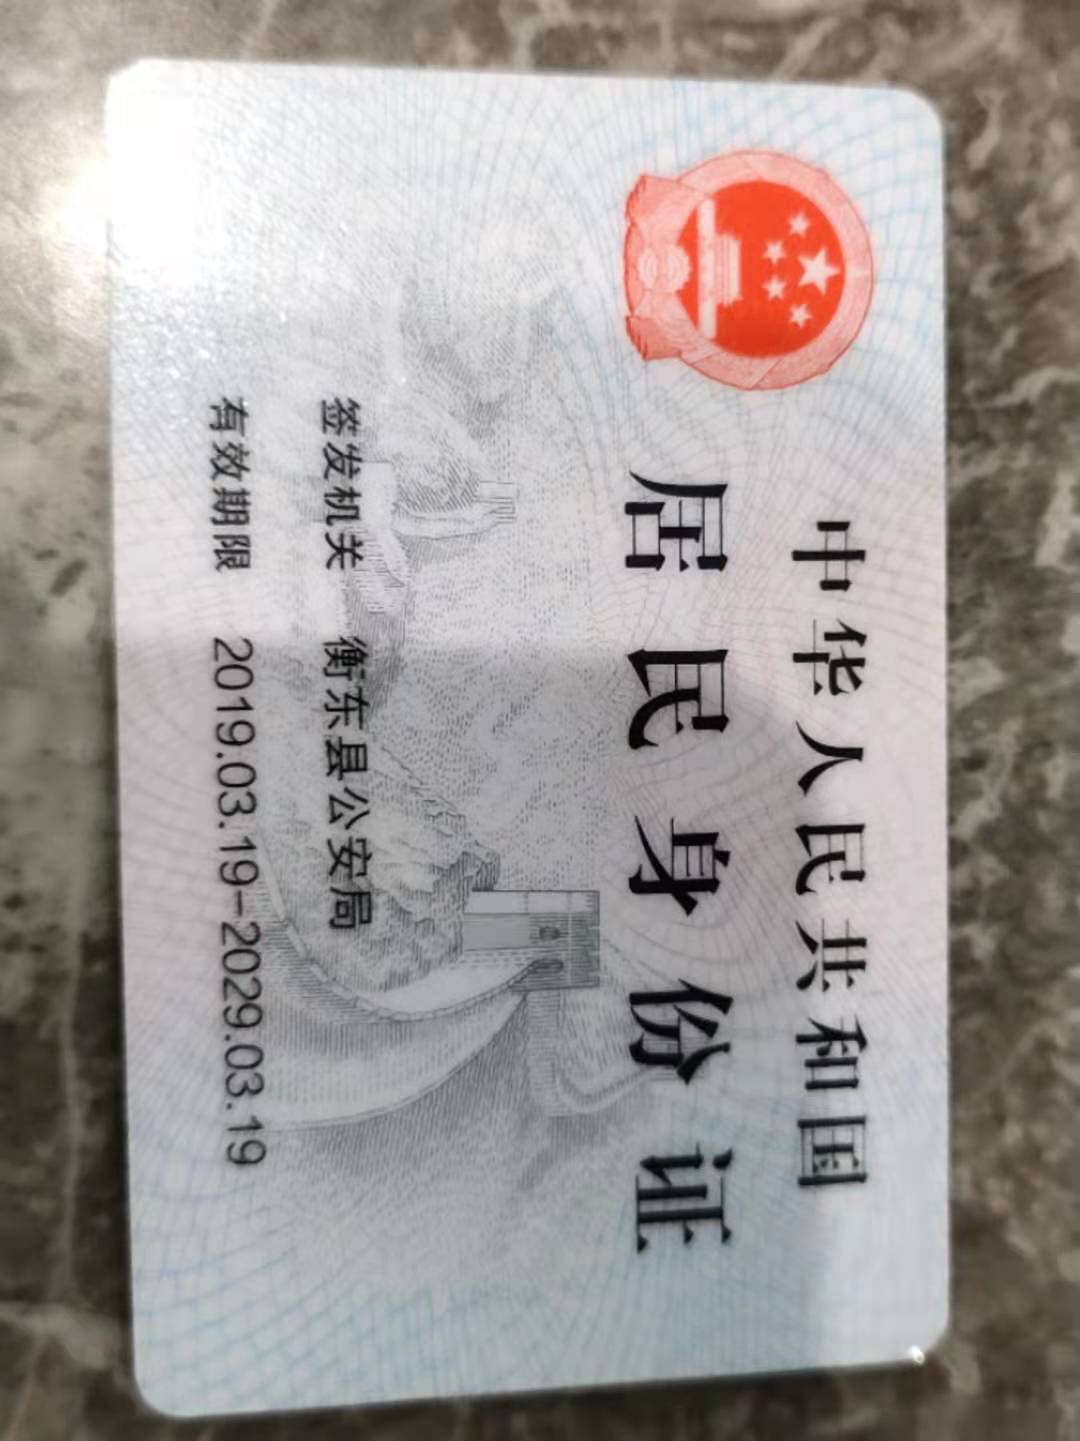 中华人民共和国
居民身份证
签发机关 衡东县公安局
有效期限 2019.03.19-2029.03.19